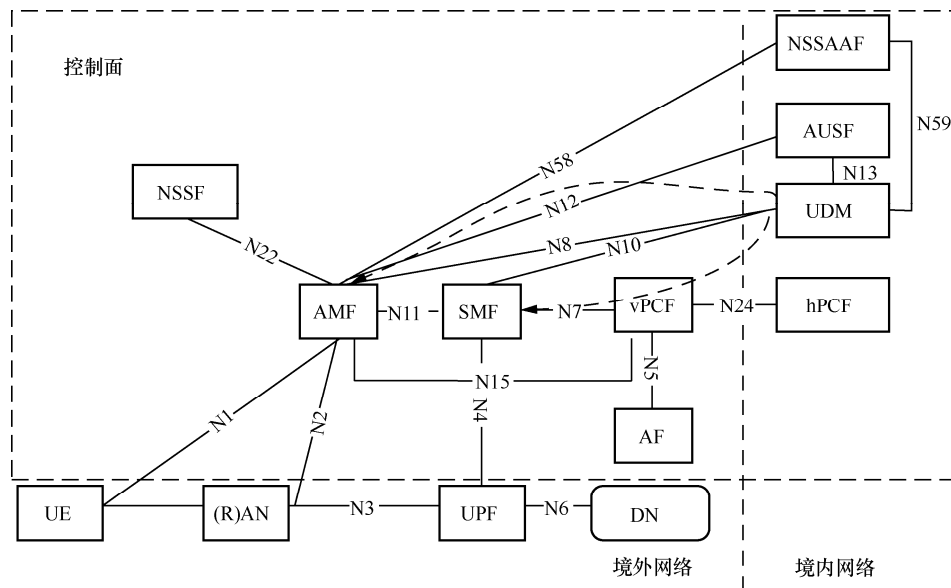 NSSAAF
控制面
N59
AUSF
N58
N13
NSSF
N12
UDM
N22
N8
N10
AMF
N11
SMF
N7
vPCF
N24
hPCF
N15
N5
N1
N2
N4
AF
UE
(R)AN
N3
UPF
N6
DN
境外网络
境内网络